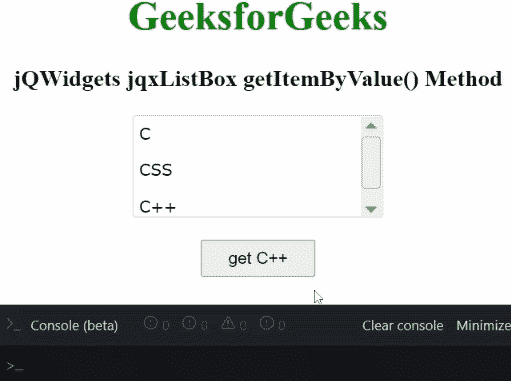 GeeksforGeeks
jQWidgets jqxListBox getItemByValue() Method
C
CSS
C++
get C++
>_ Console (beta) 0 0 0 0 Clear console Minimize
>_